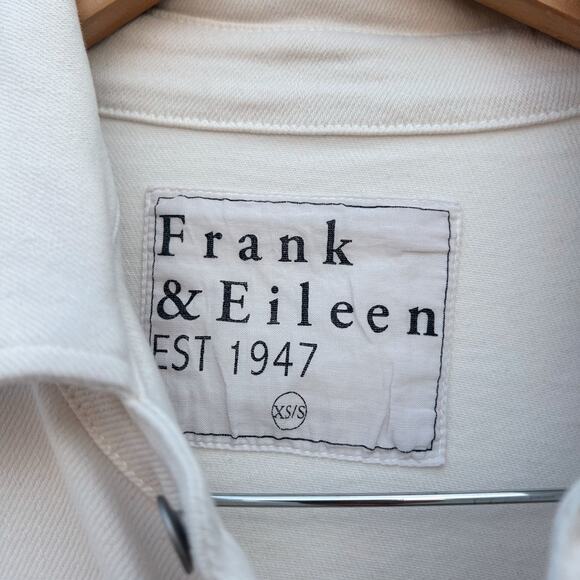 Frank
& Eileen
EST 1947
XS/S